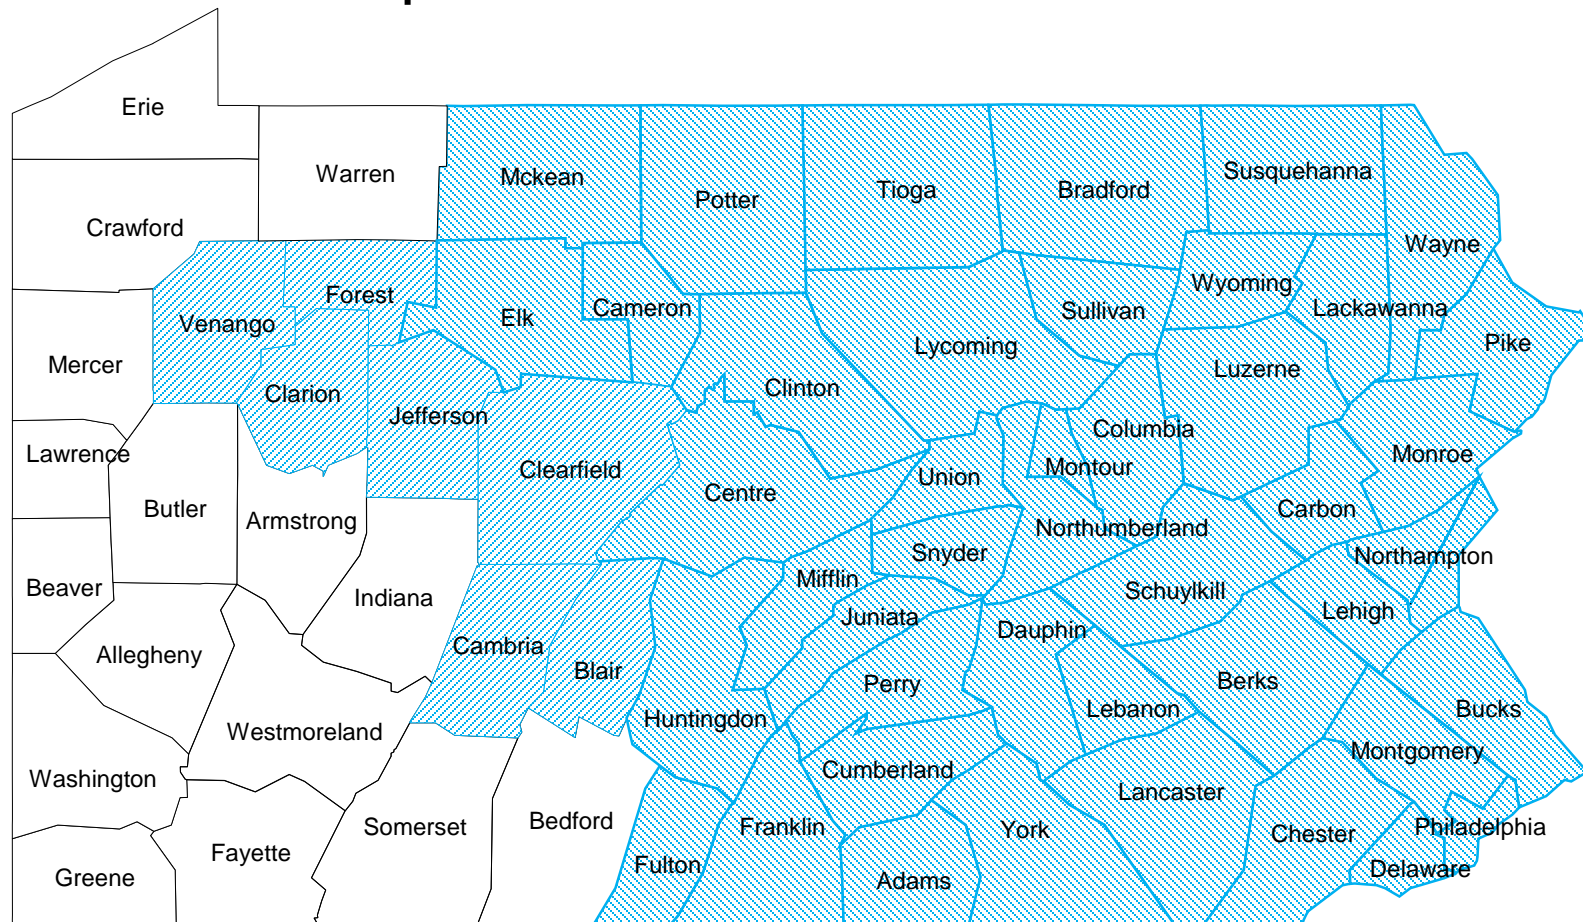 Erie
Warren
Mckean
Potter
Tioga
Bradford
Susquehanna
Crawford
Wayne
Forest
Venango
Elk
Cameron
Wyoming
Sullivan
Lackawanna
Lycoming
Pike
Mercer
Luzerne
Clarion
Clinton
Jefferson
Columbia
Lawrence
Clearfield
Montour
Monroe
Union
Centre
Butler
Armstrong
Carbon
Northumberland
Snyder
Northampton
Beaver
Indiana
Mifflin
Schuylkill
Juniata
Lehigh
Dauphin
Allegheny
Cambria
Blair
Perry
Berks
Huntingdon
Lebanon
Bucks
Westmoreland
Montgomery
Washington
Cumberland
Lancaster
Somerset
Bedford
Franklin
York
Chester
Philadelphia
Fayette
Fulton
Delaware
Greene
Adams